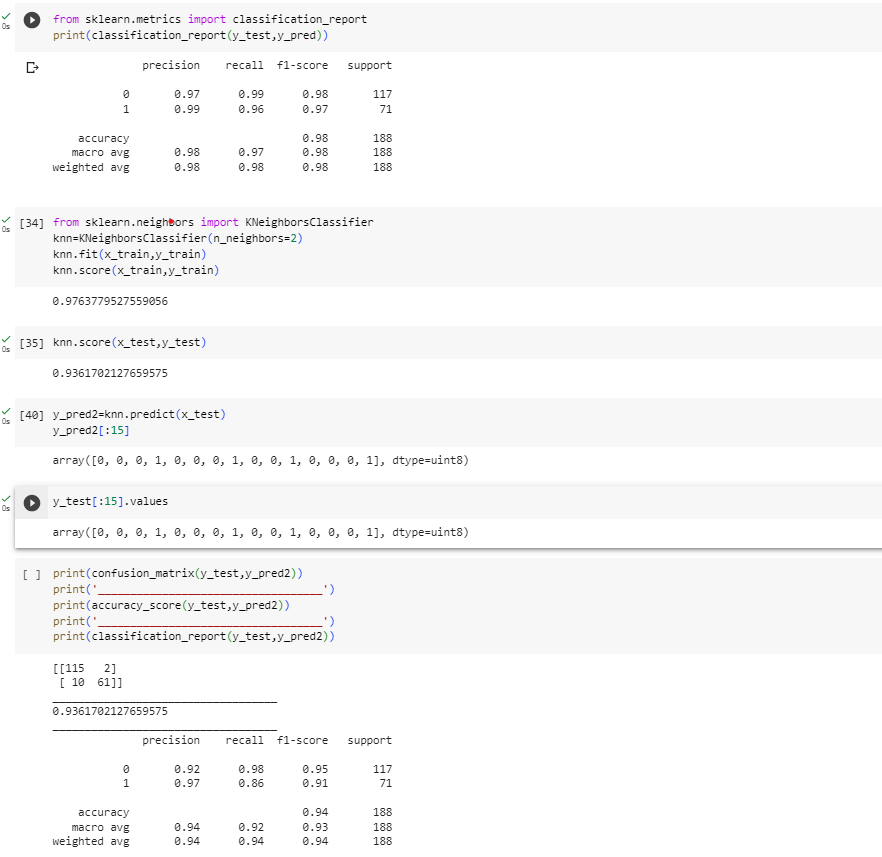 from sklearn.metrics import classification_report
0s
print(classification_report(y_test,y_pred))
precision recall f1-score support
0 0.97 0.99 0.98 117
1 0.99 0.96 0.97 71
accuracy 0.98 188
macro avg 0.98 0.97 0.98 188
weighted avg 0.98 0.98 0.98 188
[34] from sklearn.neighbors import KNeighborsClassifier
0s
knn=KNeighborsClassifier(n_neighbors=2)
knn.fit(x_train,y_train)
knn.score(x_train,y_train)
0.9763779527559056
[35] knn.score(x_test,y_test)
0s
0.9361702127659575
[40] y_pred2=knn.predict(x_test)
0s
y_pred2[:15]
array([0, 0, 0, 1, 0, 0, 0, 1, 0, 0, 1, 0, 0, 0, 1], dtype=uint8)
y_test[:15].values
0s
array([0, 0, 0, 1, 0, 0, 0, 1, 0, 0, 1, 0, 0, 0, 1], dtype=uint8)
[ ] print(confusion_matrix(y_test,y_pred2))
print('___________________________________')
print(accuracy_score(y_test,y_pred2))
print('___________________________________')
print(classification_report(y_test,y_pred2))
[[115 2]
[ 10 61]]
___________________________________
0.9361702127659575
___________________________________
precision recall f1-score support
0 0.92 0.98 0.95 117
1 0.97 0.86 0.91 71
accuracy 0.94 188
macro avg 0.94 0.92 0.93 188
weighted avg 0.94 0.94 0.94 188